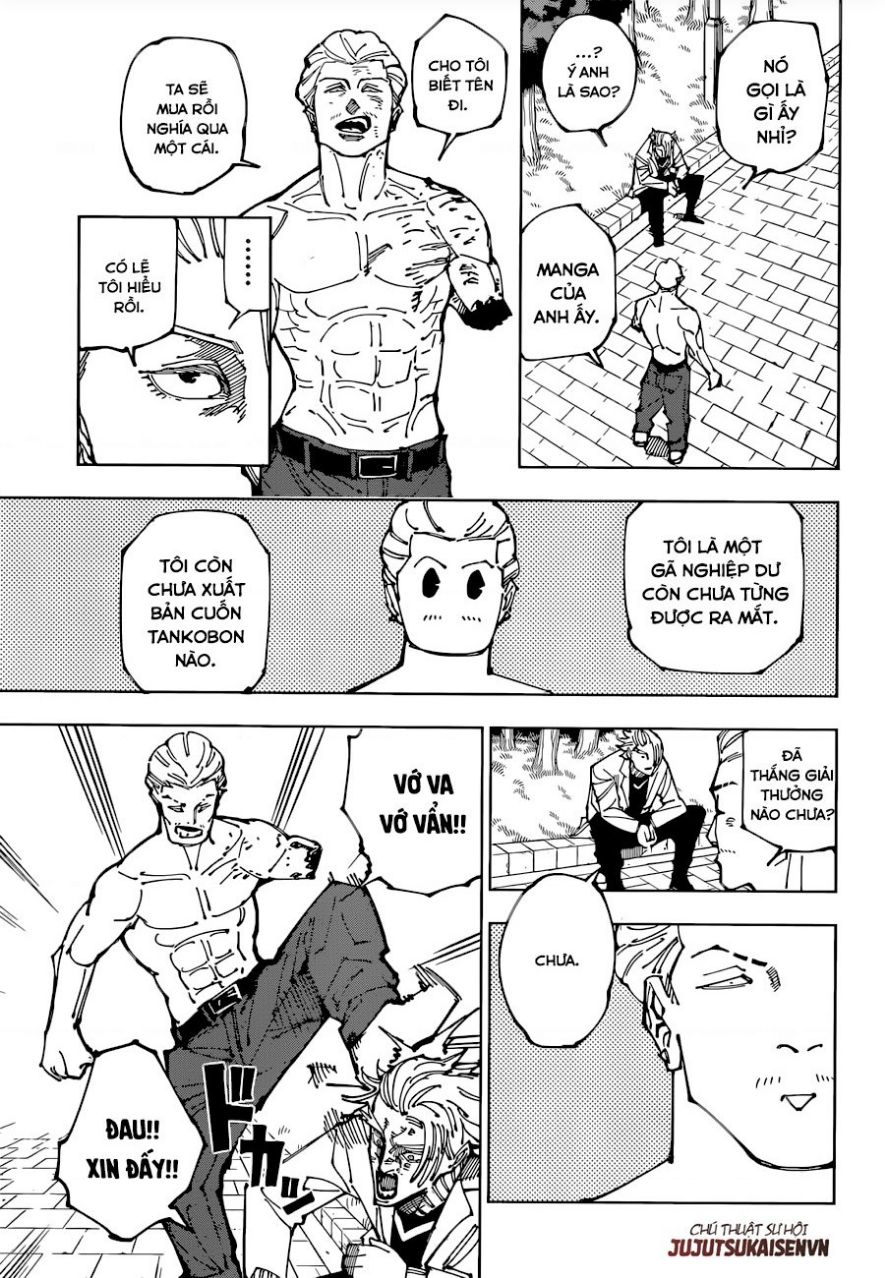 NÓ
GỌI LÀ
GÌ ẤY
NHỈ?
...?
Ý ANH
LÀ SAO?
MANGA
CỦA
ANH ẤY.
CHO TÔI
BIẾT TÊN
ĐI.
TA SẼ
MUA RỒI
NGHÍA QUA
MỘT CÁI.
......
CÓ LẼ
TÔI HIỂU
RỒI.
TÔI LÀ MỘT
GÃ NGHIỆP DƯ
CÒN CHƯA TỪNG
ĐƯỢC RA MẮT.
TÔI CÒN
CHƯA XUẤT
BẢN CUỐN
TANKOBON
NÀO.
ĐÃ
THẮNG GIẢI
THƯỞNG
NÀO CHƯA?
CHƯA.
VỚ VA
VỚ VẨN!!
ĐAU!!
XIN ĐẤY!!
ドカッ
CHÚ THUẬT SƯ HỘI
JUJUTSUKAISENVN